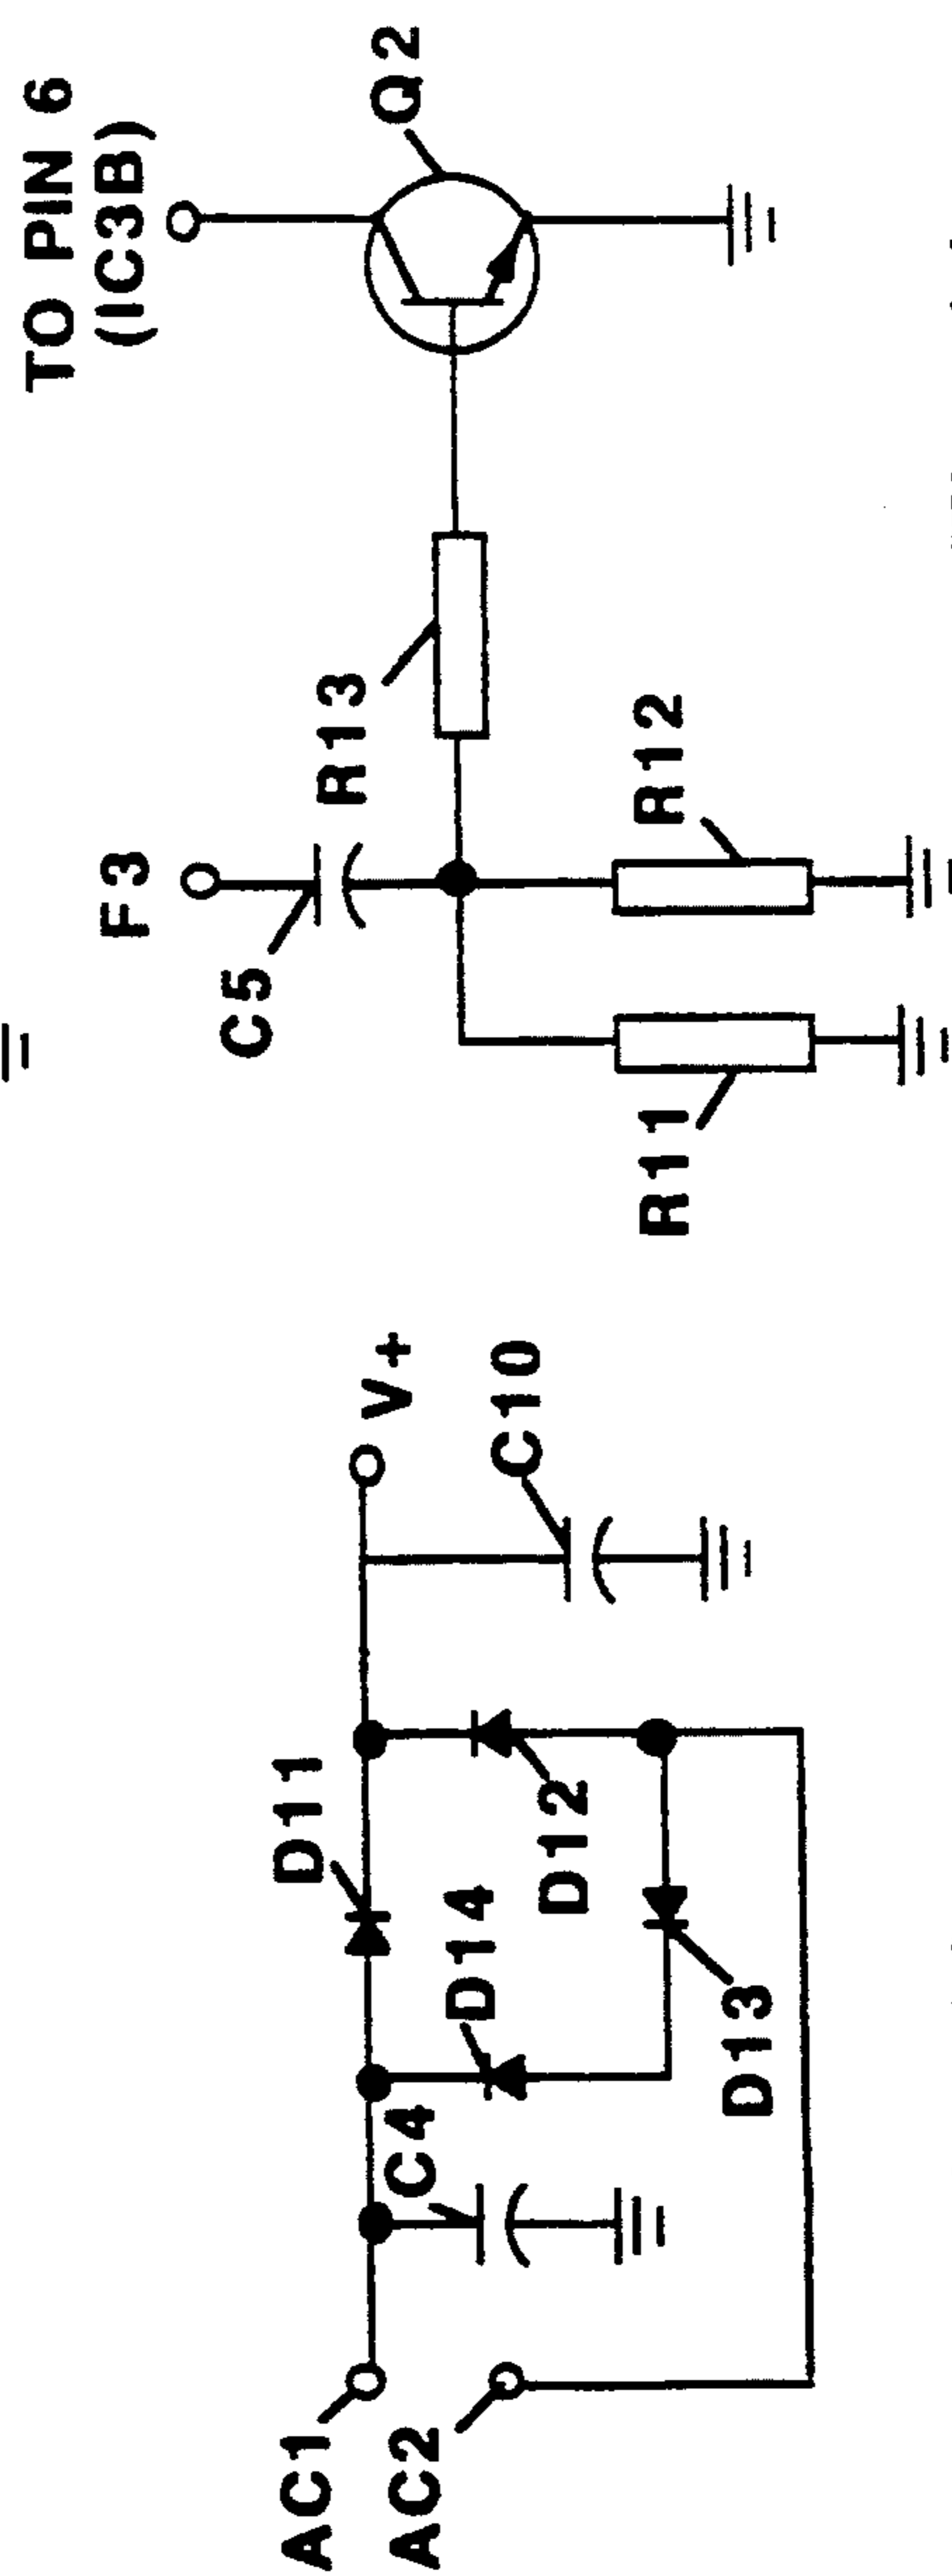 AC1
AC2
C4
D14
D11
D12
D13
V+
C10
F3
C5
R13
R11
R12
TO PIN 6
(IC3B)
Q2